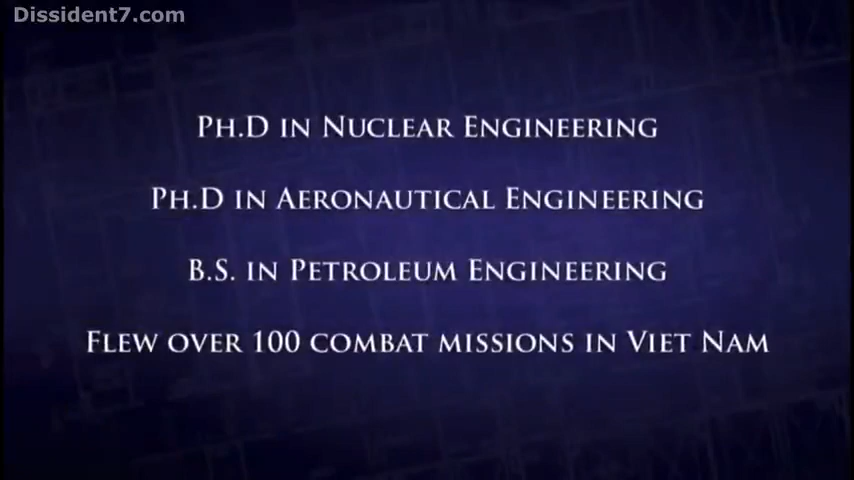 Dissident7.com
Ph.D in Nuclear Engineering
Ph.D in Aeronautical Engineering
B.S. in Petroleum Engineering
Flew over 100 combat missions in Viet Nam